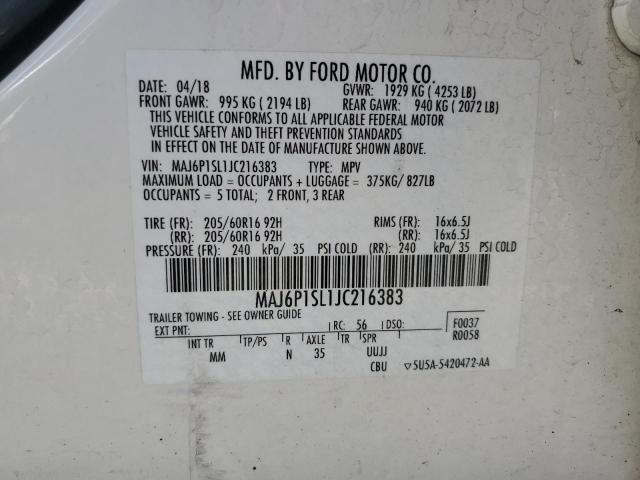 MFD. BY FORD MOTOR CO.
DATE: 04/18 GVWR: 1929 KG ( 4253 LB)
FRONT GAWR: 995 KG ( 2194 LB) REAR GAWR: 940 KG ( 2072 LB)
THIS VEHICLE CONFORMS TO ALL APPLICABLE FEDERAL MOTOR
VEHICLE SAFETY AND THEFT PREVENTION STANDARDS
IN EFFECT ON THE DATE OF MANUFACTURE SHOWN ABOVE.
VIN: MAJ6P1SL1JC216383 TYPE: MPV
MAXIMUM LOAD = OCCUPANTS + LUGGAGE = 375KG/ 827LB
OCCUPANTS = 5 TOTAL; 2 FRONT, 3 REAR
TIRE (FR): 205/60R16 92H RIMS (FR): 16x6.5J
(RR): 205/60R16 92H (RR): 16x6.5J
PRESSURE (FR): 240 kPa/ 35 PSI COLD (RR): 240 kPa/ 35 PSI COLD
MAJ6P1SL1JC216383
TRAILER TOWING - SEE OWNER GUIDE
EXT PNT: RC: 56 DSO: F0037
R0058
INT TR TP/PS R AXLE TR SPR
MM N 35 UUJJ
CBU ▽5U5A-5420472-AA